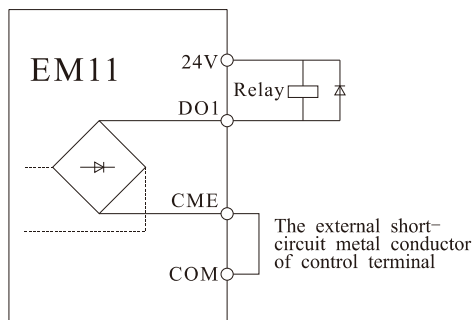 EM11
24V
Relay
DO1
CME
The external short-
circuit metal conductor
of control terminal
COM